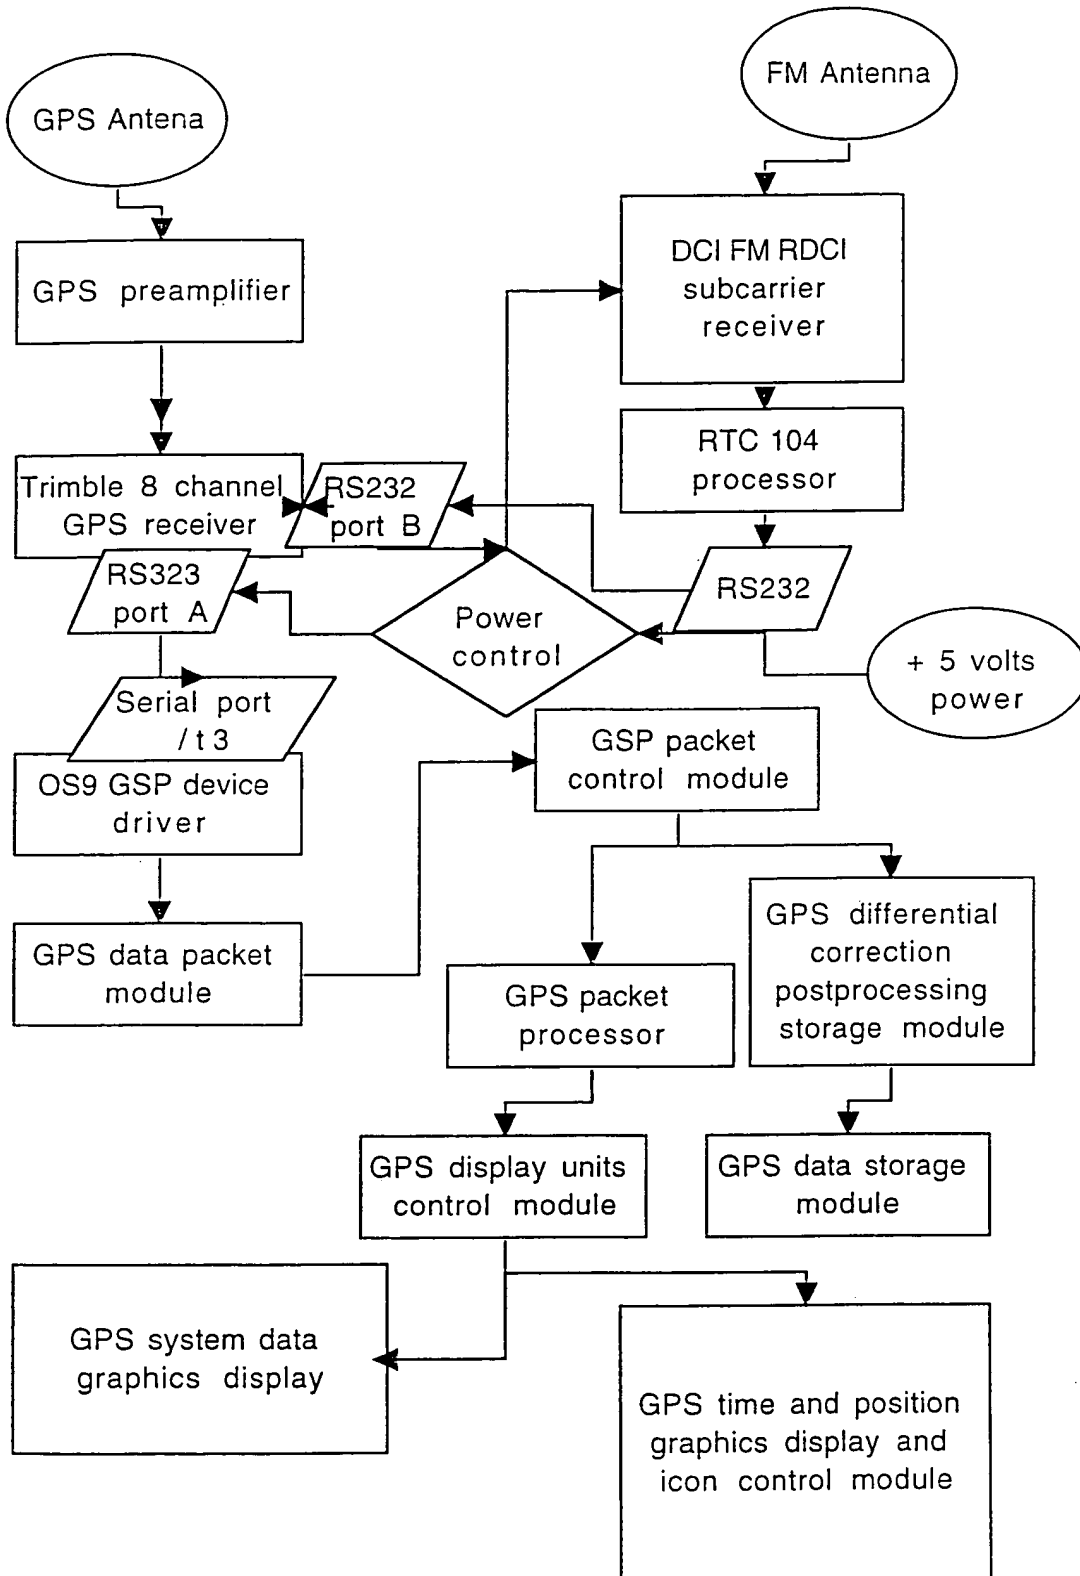 FM Antenna
GPS Antena
DCI FM RDCI
subcarrier
receiver
GPS preamplifier
RTC 104
processor
Trimble 8 channel
GPS receiver
RS232
port B
RS323
port A
RS232
Power
control
+ 5 volts
power
Serial port
/t3
GSP packet
control module
OS9 GSP device
driver
GPS data packet
module
GPS differential
correction
postprocessing
storage module
GPS packet
processor
GPS display units
control module
GPS data storage
module
GPS system data
graphics display
GPS time and position
graphics display and
icon control module